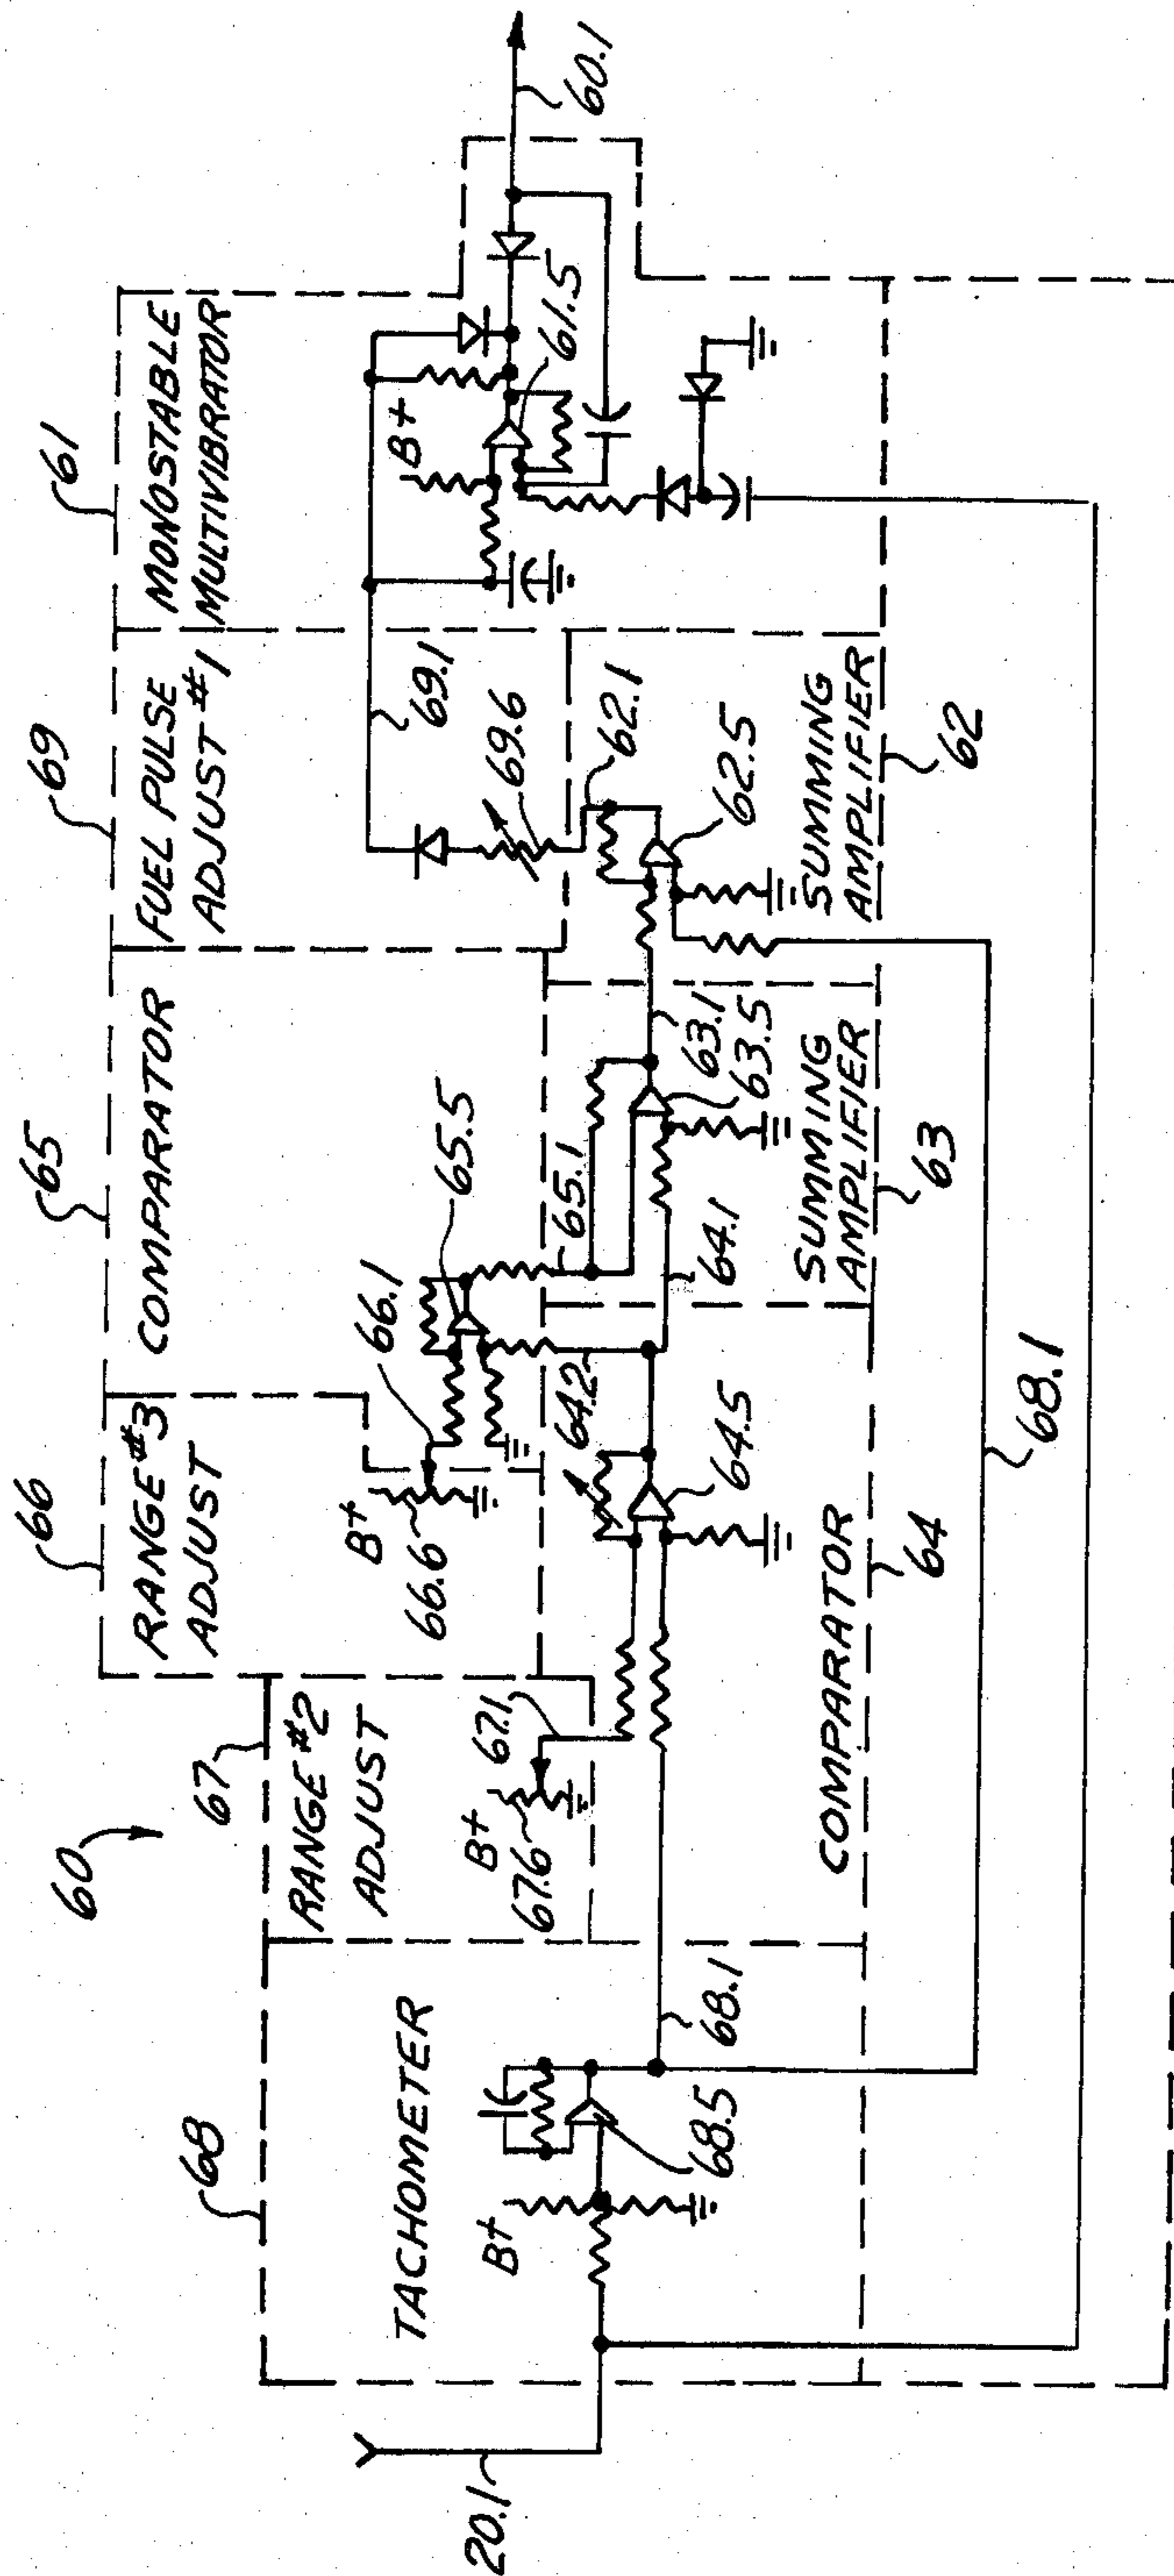 60
68
TACHOMETER
B+
68.5
68.1
20.1
67
RANGE #2
ADJUST
B+
67.6
67.1
66
RANGE #3
ADJUST
B+
66.6
66.1
65
COMPARATOR
65.5
65.1
64.2
64.5
64.1
COMPARATOR
64
63.1
63.5
SUMMING
AMPLIFIER
63
69
FUEL PULSE
ADJUST #1
69.1
69.6
62.1
62.5
SUMMING
AMPLIFIER
62
61
MONOSTABLE
MULTIVIBRATOR
B+
61.5
60.1
68.1